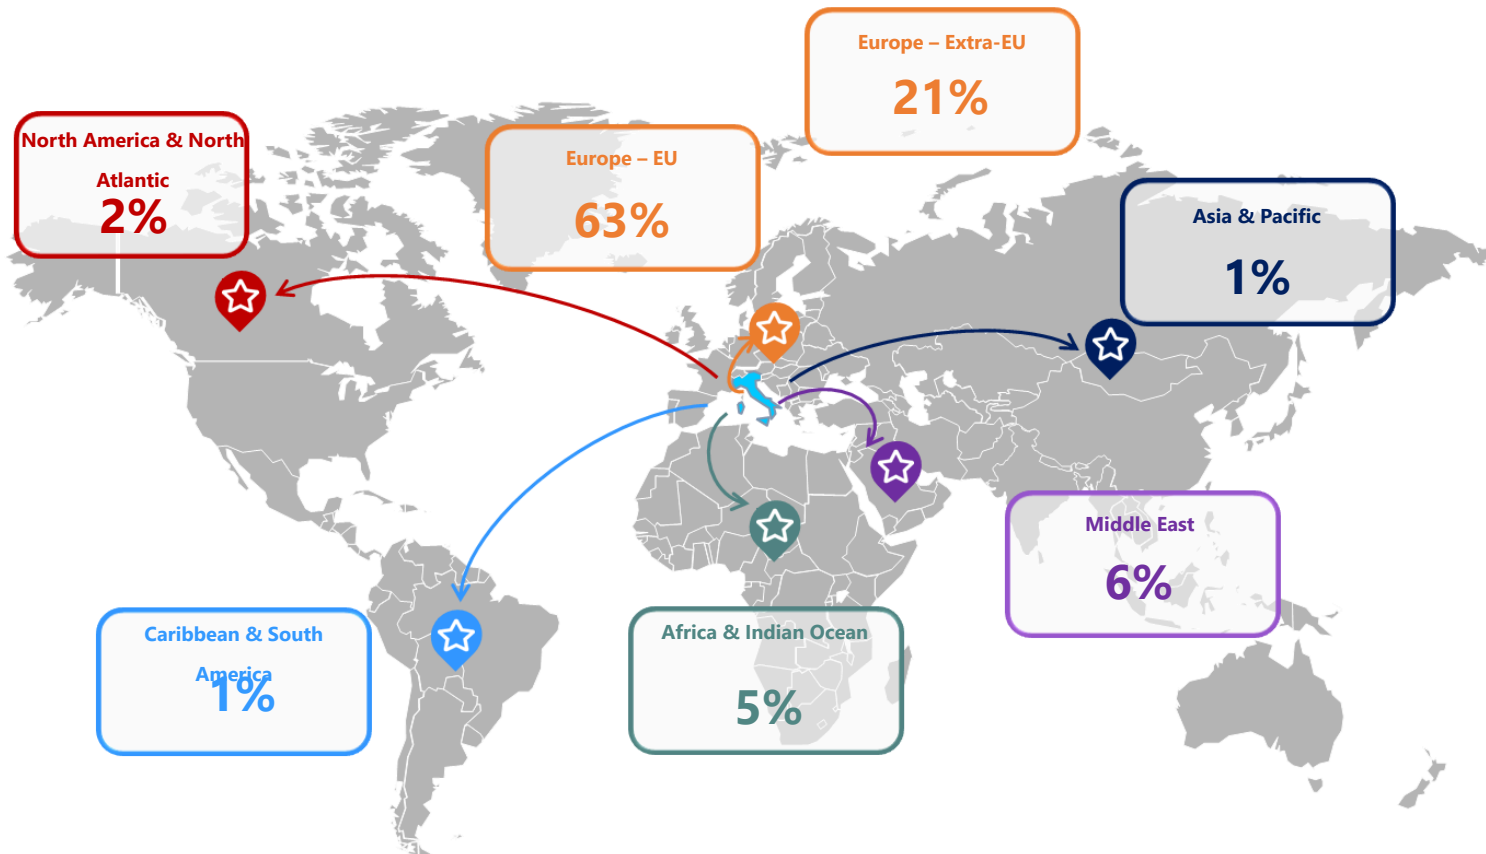 Europe – Extra-EU
21%
North America & North
Atlantic
2%
Europe – EU
63%
Asia & Pacific
1%
Middle East
6%
Caribbean & South
America
1%
Africa & Indian Ocean
5%